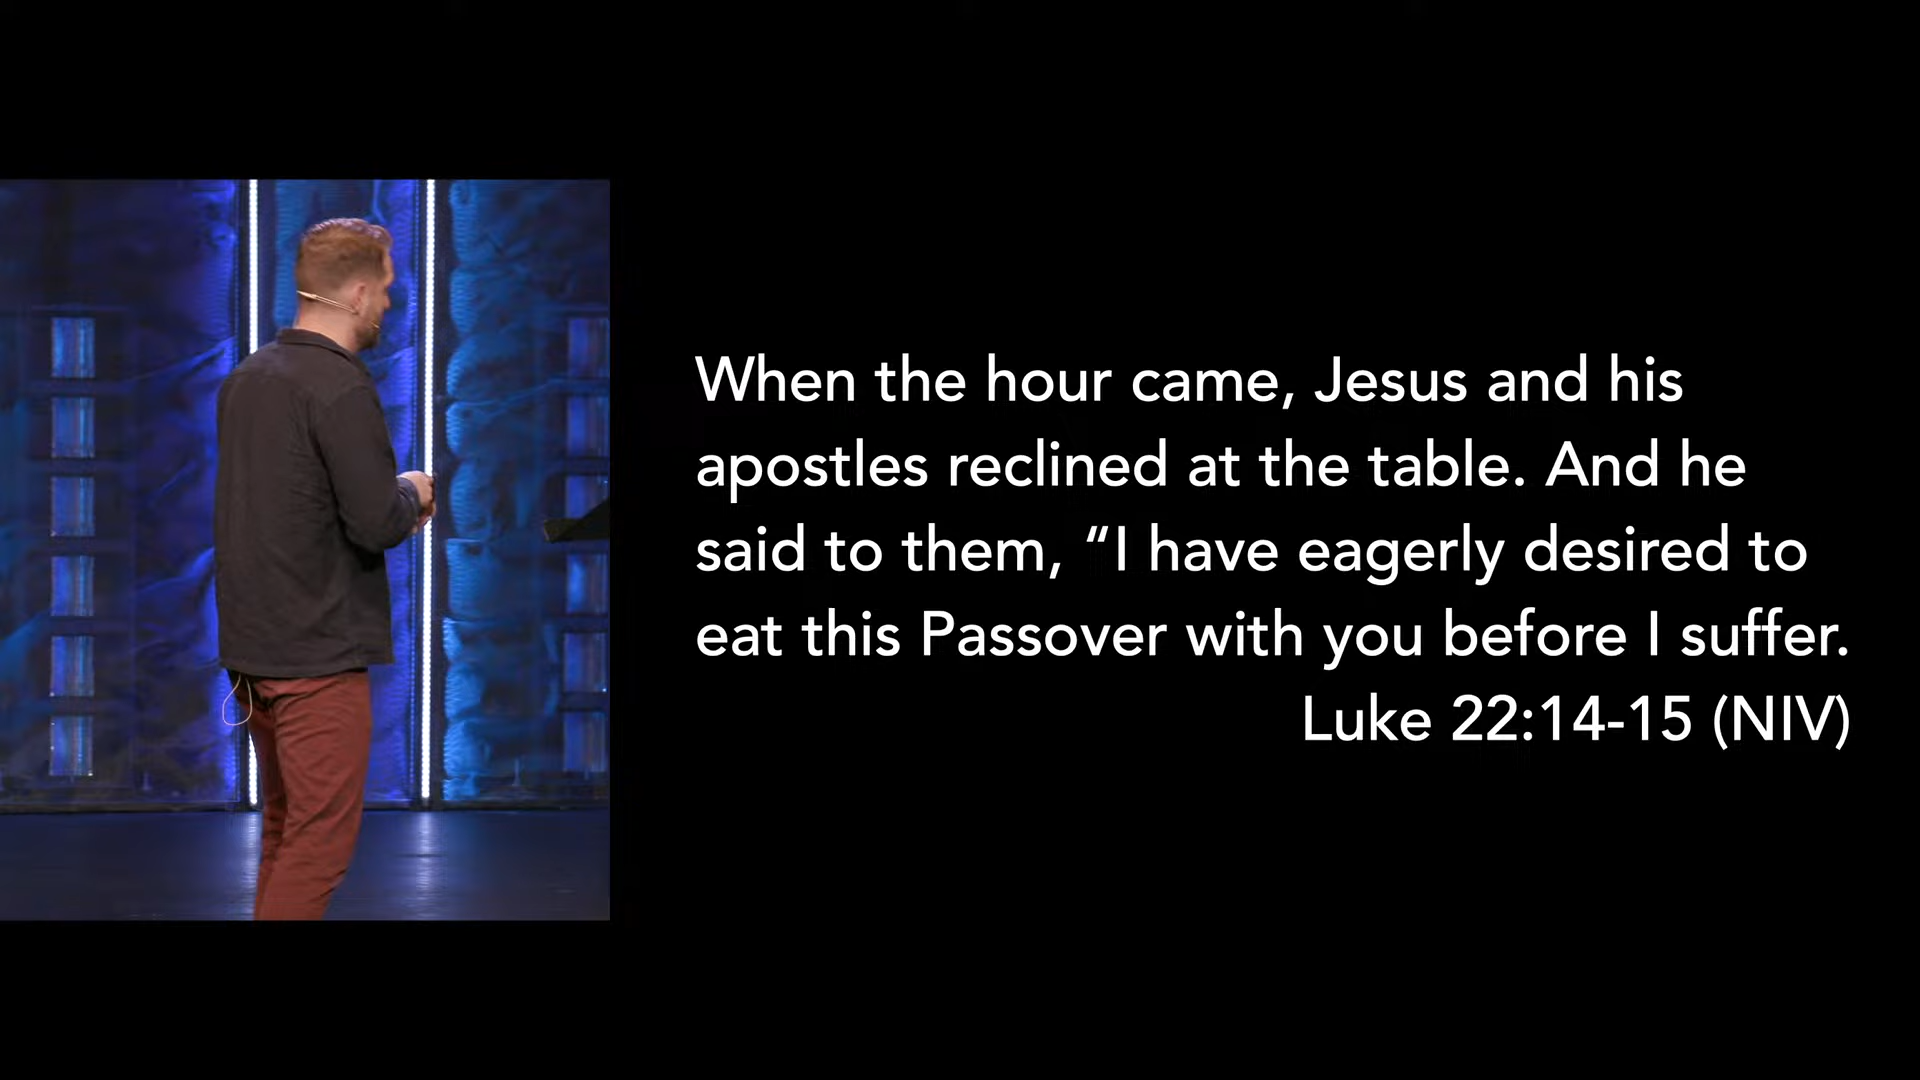 When the hour came, Jesus and his
apostles reclined at the table. And he
said to them, “I have eagerly desired to
eat this Passover with you before I suffer.
Luke 22:14-15 (NIV)